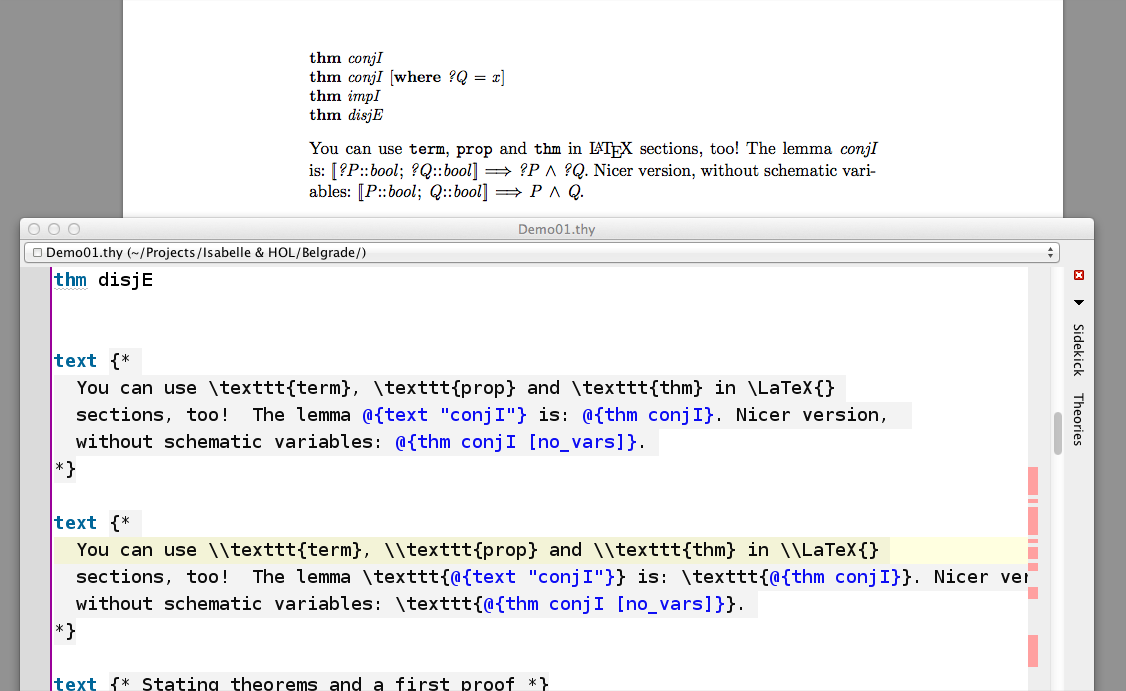 thm conjI
thm conjI [where ?Q = x]
thm impI
thm disjE
You can use term, prop and thm in LATEX sections, too! The lemma conjI
is: ⟦?P::bool; ?Q::bool⟧ ⟹ ?P ∧ ?Q. Nicer version, without schematic vari-
ables: ⟦P::bool; Q::bool⟧ ⟹ P ∧ Q.
Demo01.thy
Demo01.thy (~/Projects/Isabelle & HOL/Belgrade/)
thm disjE
text {*
You can use \texttt{term}, \texttt{prop} and \texttt{thm} in \LaTeX{}
sections, too!  The lemma @{text "conjI"} is: @{thm conjI}. Nicer version,
without schematic variables: @{thm conjI [no_vars]}.
*}
text {*
You can use \\texttt{term}, \\texttt{prop} and \\texttt{thm} in \\LaTeX{}
sections, too!  The lemma \texttt{@{text "conjI"}} is: \texttt{@{thm conjI}}. Nicer ver
without schematic variables: \texttt{@{thm conjI [no_vars]}}.
*}
text {* Stating theorems and a first proof *}
Sidekick
Theories